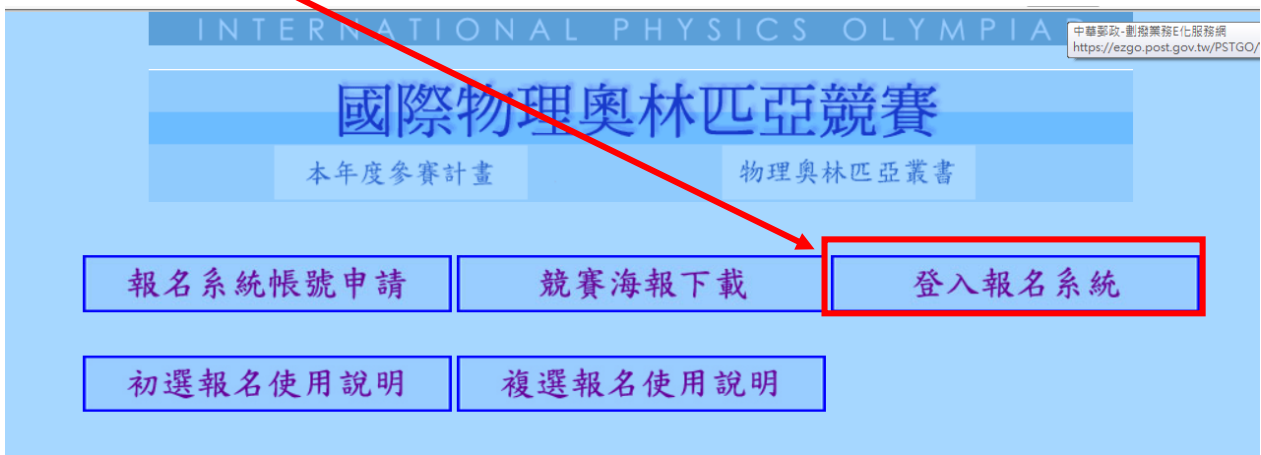 INTERNATIONAL PHYSICS OLYMPIA
中華郵政-劃撥業務E化服務網
https://ezgo.post.gov.tw/PSTGO/
國際物理奧林匹亞競賽
本年度參賽計畫 物理奧林匹亞叢書
報名系統帳號申請 競賽海報下載 登入報名系統
初選報名使用說明 複選報名使用說明